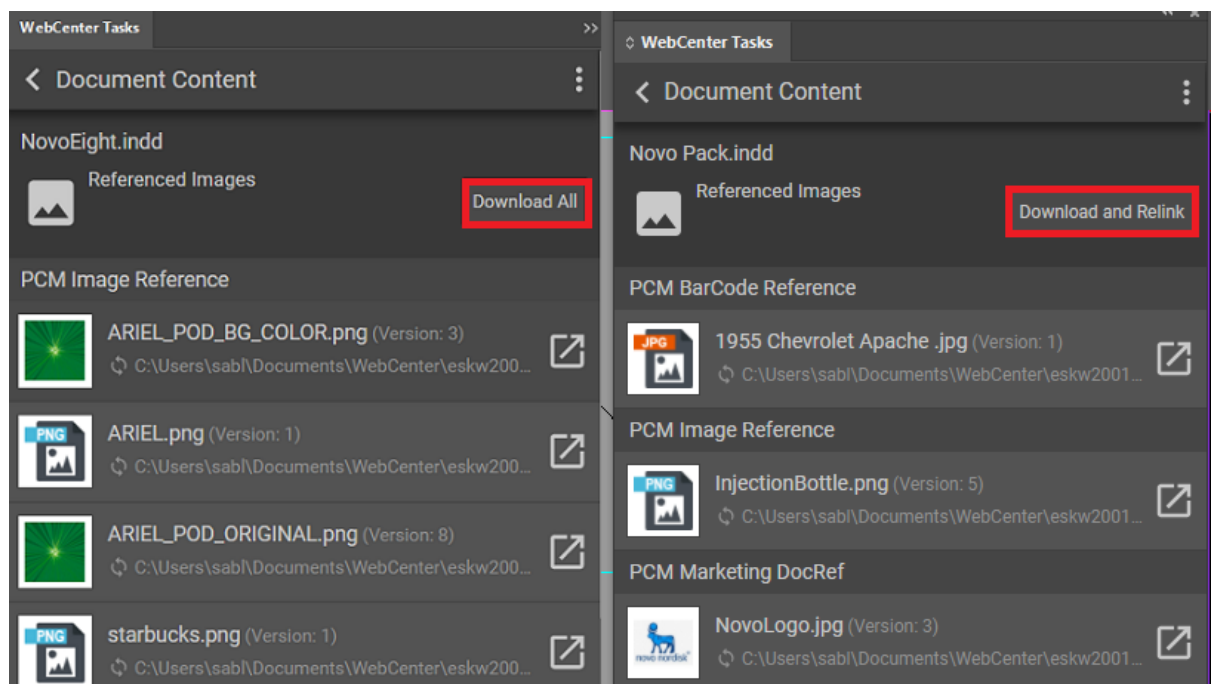 WebCenter Tasks
Document Content
NovoEight.indd
Referenced Images
Download All
PCM Image Reference
ARIEL_POD_BG_COLOR.png (Version: 3)
C:\Users\sabl\Documents\WebCenter\eskw200...
PNG
ARIEL.png (Version: 1)
C:\Users\sabl\Documents\WebCenter\eskw200...
ARIEL_POD_ORIGINAL.png (Version: 8)
C:\Users\sabl\Documents\WebCenter\eskw200...
PNG
starbucks.png (Version: 1)
C:\Users\sabl\Documents\WebCenter\eskw200...
WebCenter Tasks
Document Content
Novo Pack.indd
Referenced Images
Download and Relink
PCM BarCode Reference
JPG
1955 Chevrolet Apache .jpg (Version: 1)
C:\Users\sabl\Documents\WebCenter\eskw2001...
PCM Image Reference
PNG
InjectionBottle.png (Version: 5)
C:\Users\sabl\Documents\WebCenter\eskw2001...
PCM Marketing DocRef
novo nordisk
NovoLogo.jpg (Version: 3)
C:\Users\sabl\Documents\WebCenter\eskw2001...